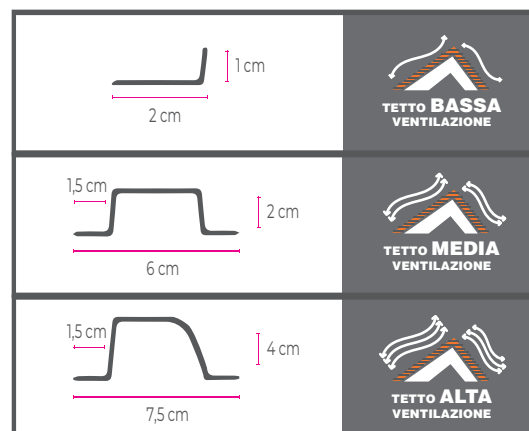 1 cm
2 cm
TETTO BASSA
VENTILAZIONE
1,5 cm
2 cm
6 cm
TETTO MEDIA
VENTILAZIONE
1,5 cm
4 cm
7,5 cm
TETTO ALTA
VENTILAZIONE